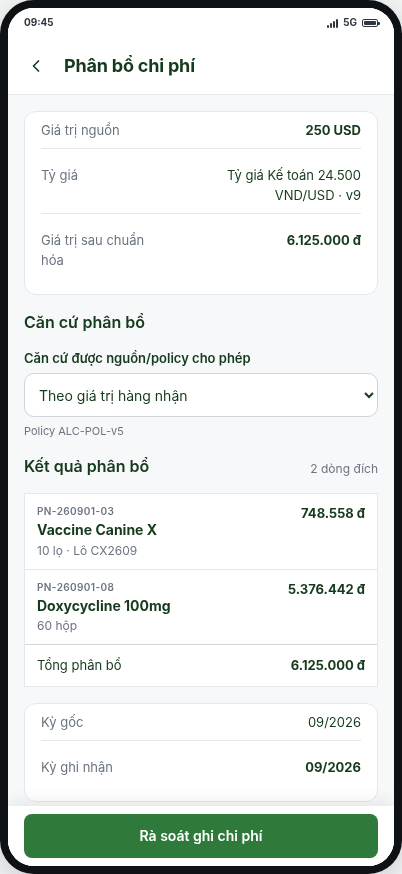 09:45
5G
Phân bổ chi phí
Giá trị nguồn
250 USD
Tỷ giá
Tỷ giá Kế toán 24.500
VND/USD · v9
Giá trị sau chuẩn
hóa
6.125.000 đ
Căn cứ phân bổ
Căn cứ được nguồn/policy cho phép
Theo giá trị hàng nhận
Policy ALC-POL-v5
Kết quả phân bổ
2 dòng đích
PN-260901-03
748.558 đ
Vaccine Canine X
10 lọ · Lô CX2609
PN-260901-08
5.376.442 đ
Doxycycline 100mg
60 hộp
Tổng phân bổ
6.125.000 đ
Kỳ gốc
09/2026
Kỳ ghi nhận
09/2026
Rà soát ghi chi phí